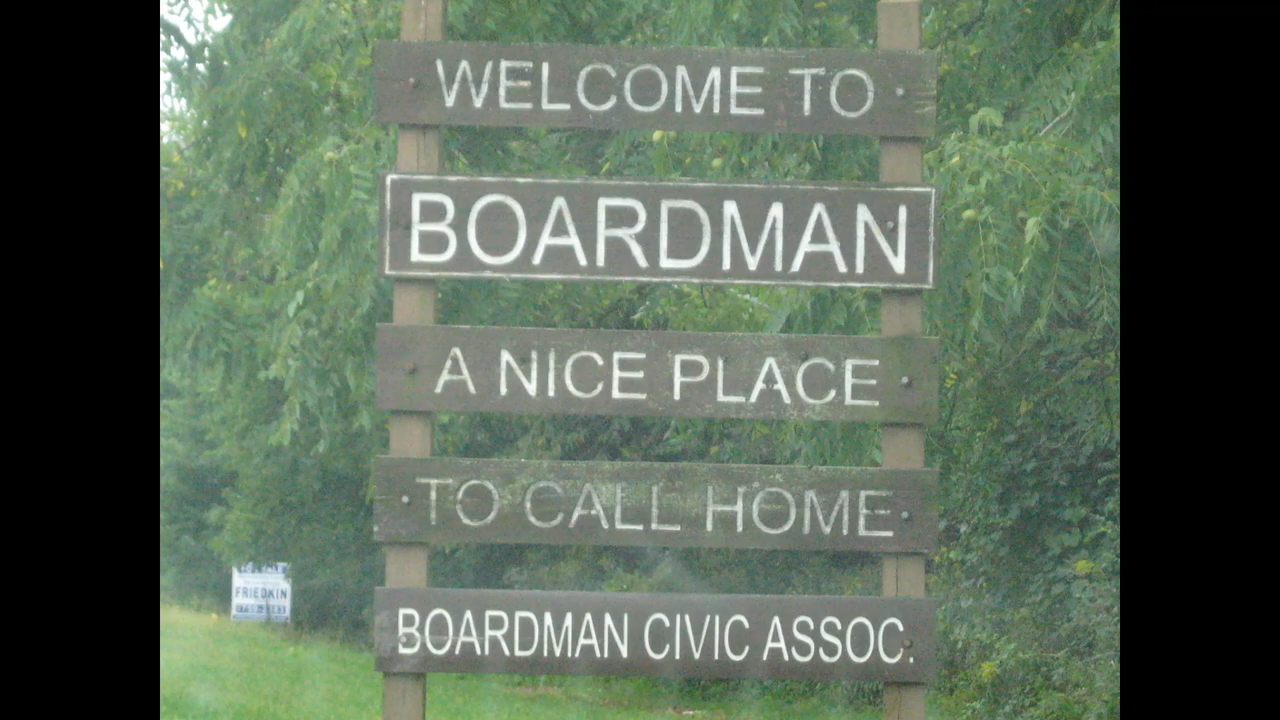 WELCOME TO
BOARDMAN
A NICE PLACE
TO CALL HOME
BOARDMAN CIVIC ASSOC.
FRIEDKIN